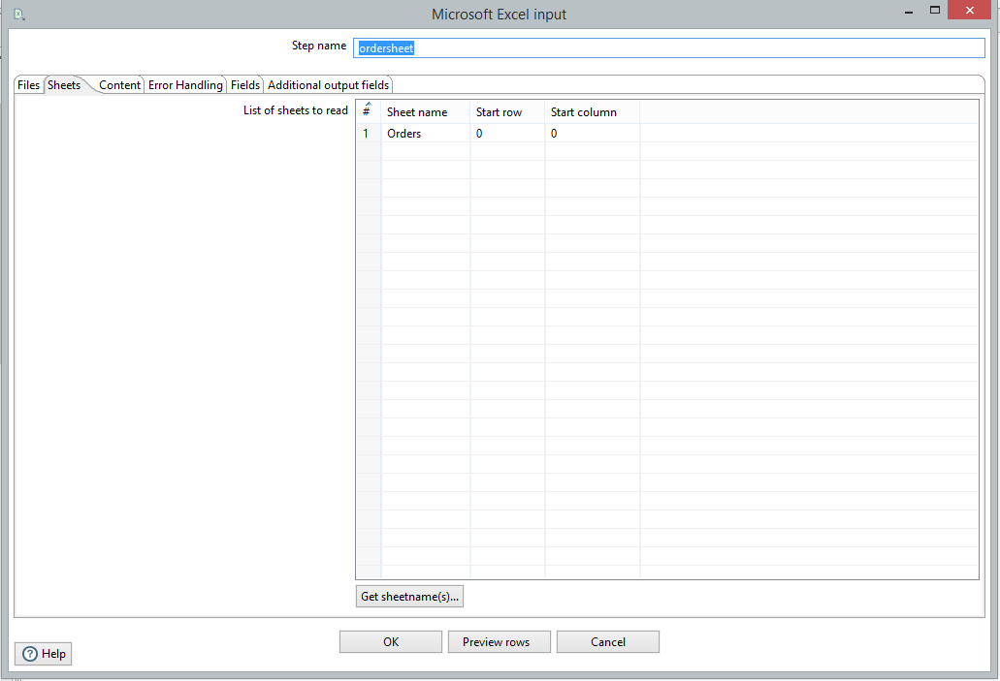 Microsoft Excel input
Step name ordersheet
Files Sheets Content Error Handling Fields Additional output fields
List of sheets to read
# Sheet name Start row Start column
1 Orders 0 0
Get sheetname(s)...
OK Preview rows Cancel
Help